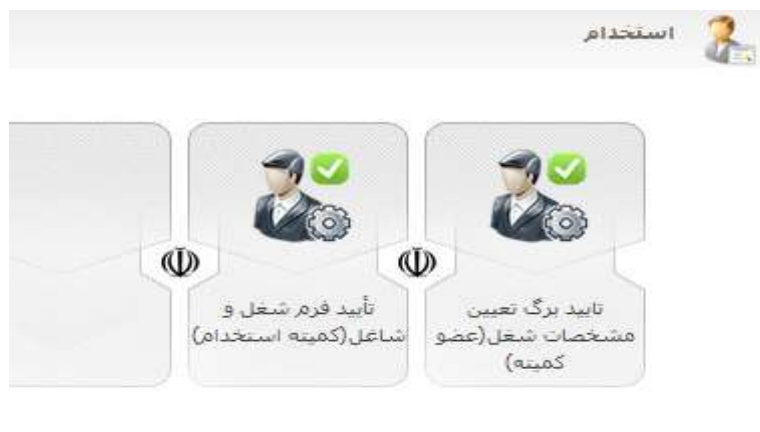 استخدام
تایید برگ تعیین
مشخصات شغل(عضو
کمیته)
تأیید فرم شغل و
شاغل(کمیته استخدام)